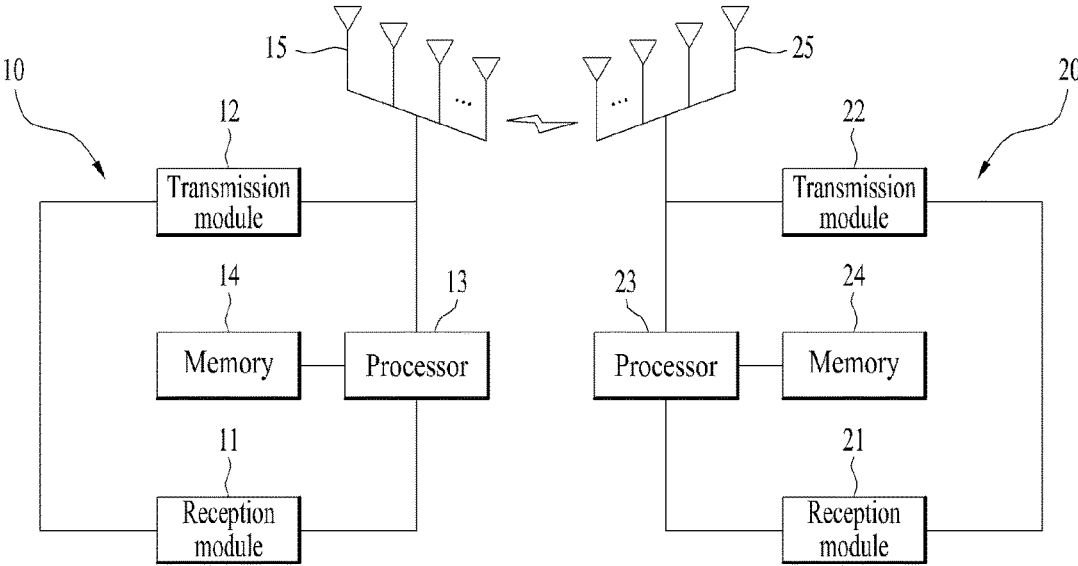 15
25
10
20
...
...
12
22
Transmission
module
Transmission
module
14
13
23
24
Memory
Processor
Processor
Memory
11
21
Reception
module
Reception
module